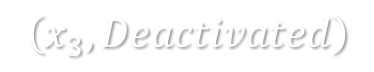 (x₃, Deactivated)